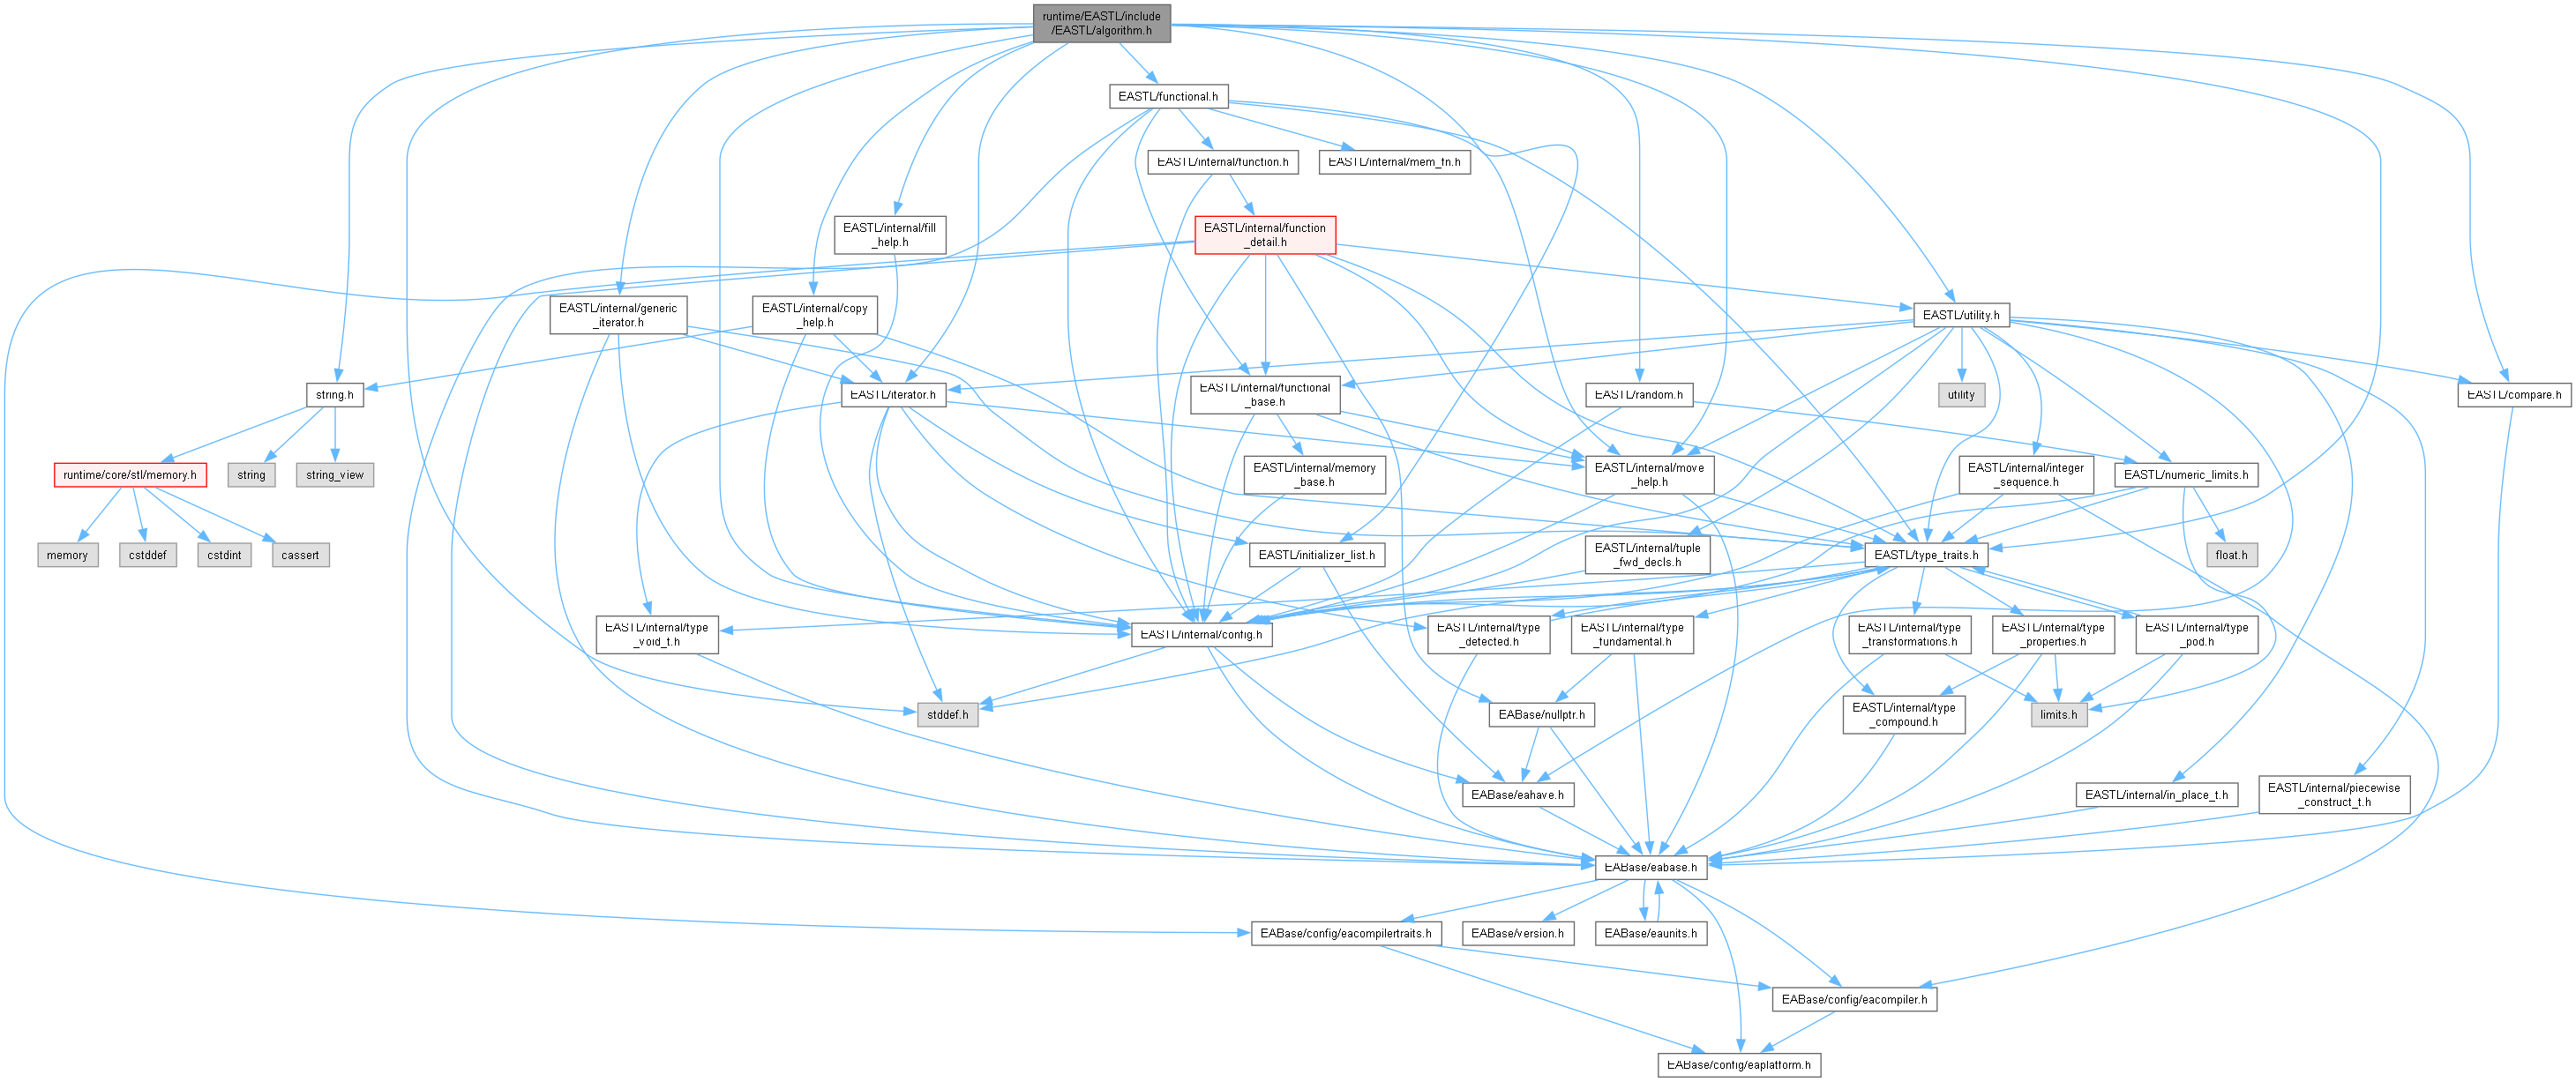 runtime/EASTL/include
/EASTL/algorithm.h
EASTL/functional.h
EASTL/internal/function.h
EASTL/internal/mem_fn.h
EASTL/internal/fill
_help.h
EASTL/internal/function
_detail.h
EASTL/internal/generic
_iterator.h
EASTL/internal/copy
_help.h
EASTL/utility.h
string.h
EASTL/iterator.h
EASTL/internal/functional
_base.h
EASTL/random.h
utility
EASTL/compare.h
runtime/core/stl/memory.h
string
string_view
EASTL/internal/memory
_base.h
EASTL/internal/move
_help.h
EASTL/internal/integer
_sequence.h
EASTL/numeric_limits.h
memory
cstddef
cstdint
cassert
EASTL/initializer_list.h
EASTL/internal/tuple
_fwd_decls.h
EASTL/type_traits.h
float.h
EASTL/internal/type
_void_t.h
EASTL/internal/config.h
EASTL/internal/type
_detected.h
EASTL/internal/type
_fundamental.h
EASTL/internal/type
_transformations.h
EASTL/internal/type
_properties.h
EASTL/internal/type
_pod.h
stddef.h
EABase/nullptr.h
EASTL/internal/type
_compound.h
limits.h
EABase/eahave.h
EASTL/internal/in_place_t.h
EASTL/internal/piecewise
_construct_t.h
EABase/eabase.h
EABase/config/eacompilertraits.h
EABase/version.h
EABase/eaunits.h
EABase/config/eacompiler.h
EABase/config/eaplatform.h